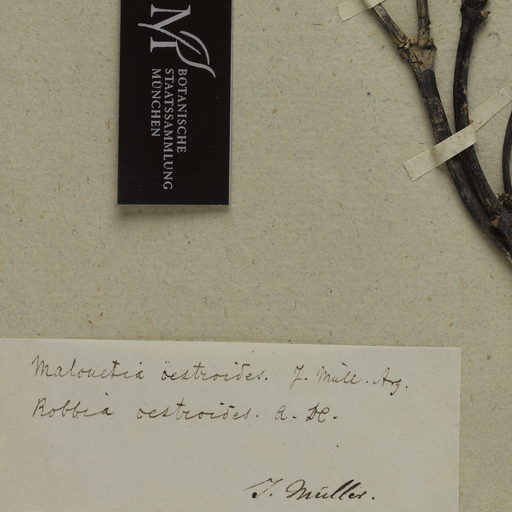 M
BOTANISCHE
STAATSSAMMLUNG
MÜNCHEN
Malouetia oestroides. J. Müll. Arg.
Robbia oestroides. A. DC.
J. Müller.